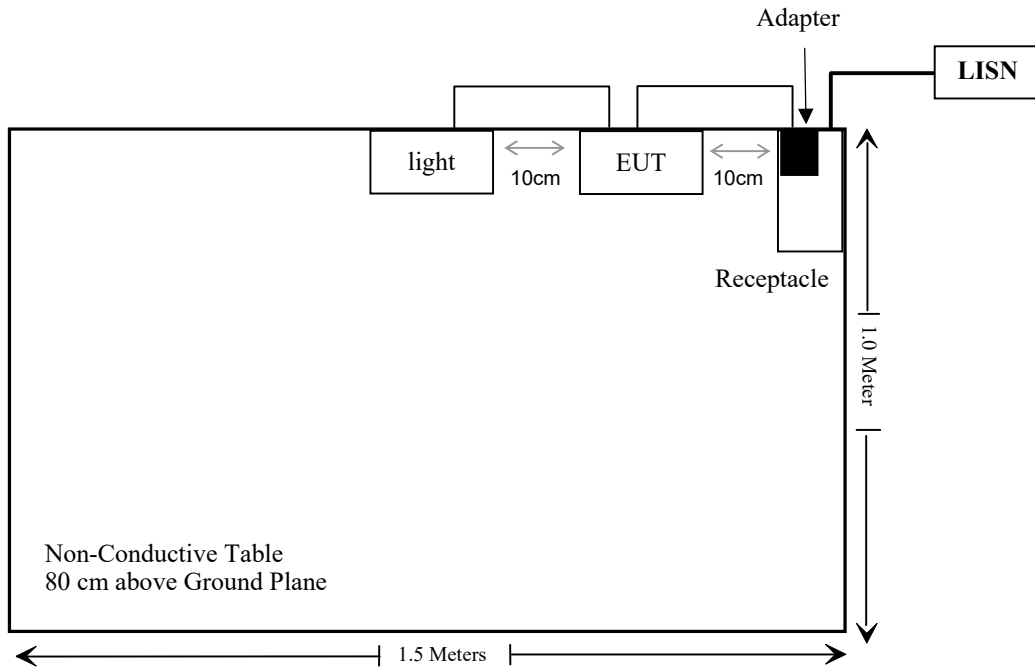 Adapter
LISN
light
10cm
EUT
10cm
Receptacle
1.0 Meter
Non-Conductive Table
80 cm above Ground Plane
1.5 Meters